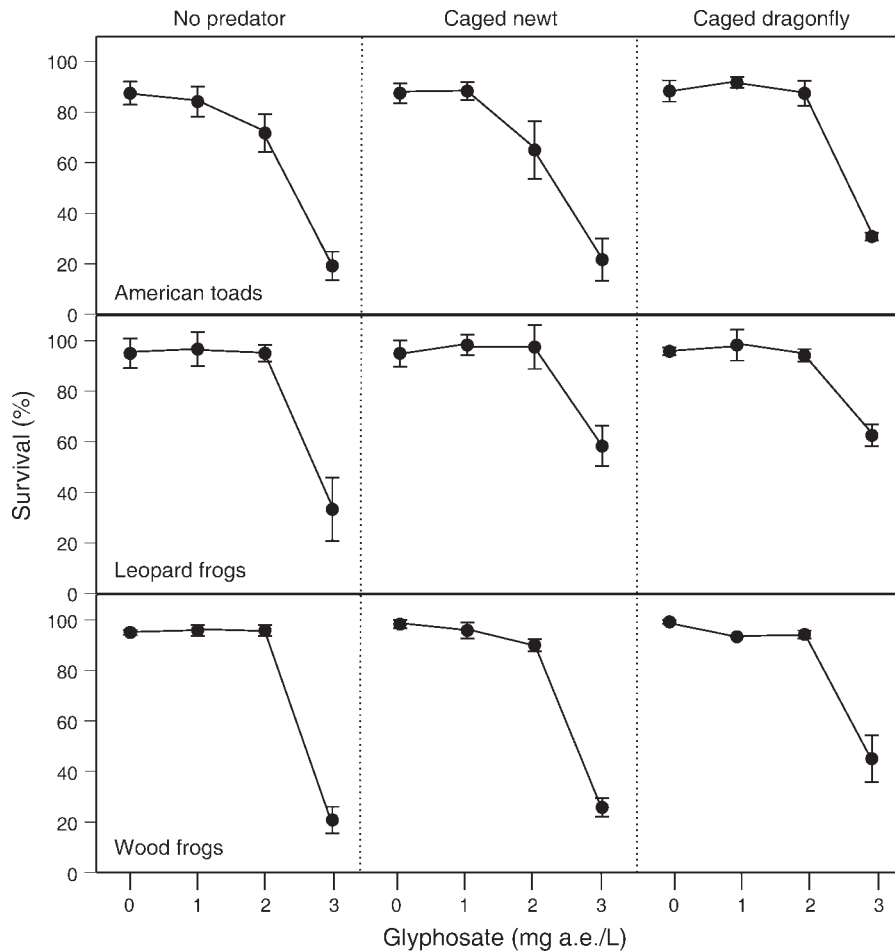 No predator Caged newt Caged dragonfly
100
80
60
40
20
0
American toads
100
80
60
40
20
0
Leopard frogs
100
80
60
40
20
0
Wood frogs
Survival (%)
0 1 2 3 0 1 2 3 0 1 2 3
Glyphosate (mg a.e./L)